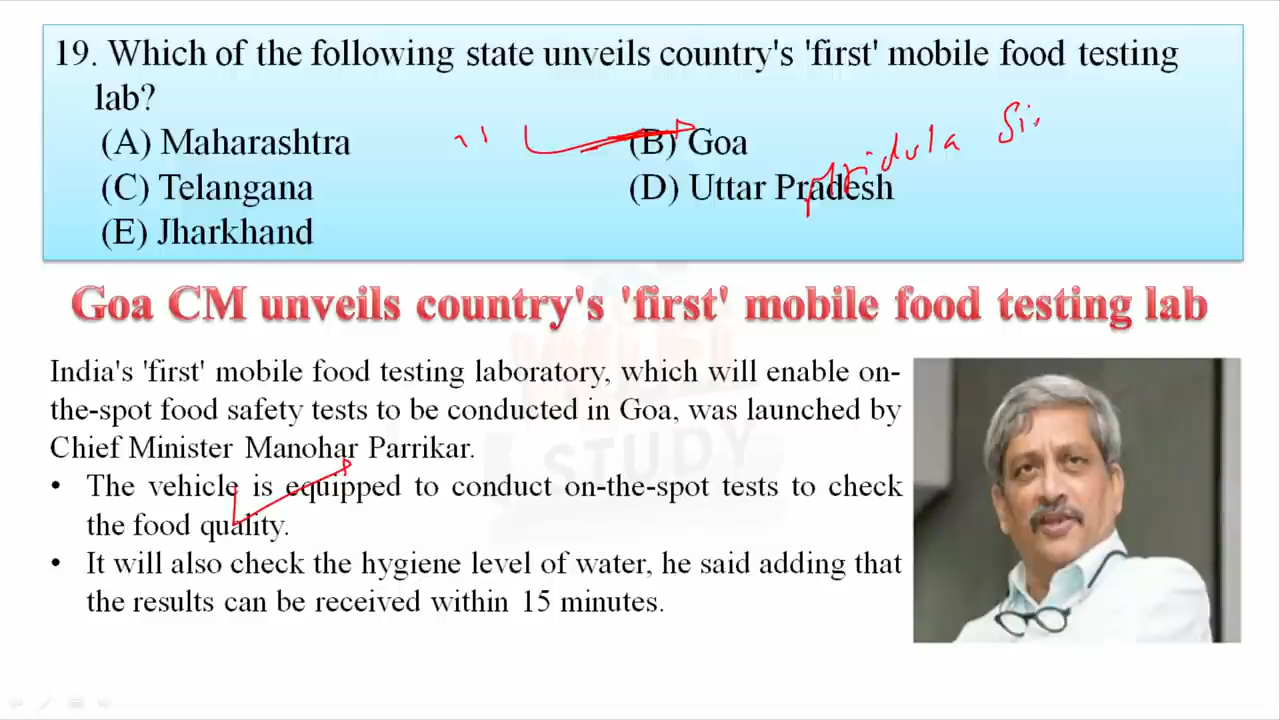 19. Which of the following state unveils country's 'first' mobile food testing
lab?
(A) Maharashtra (B) Goa
(C) Telangana (D) Uttar Pradesh
(E) Jharkhand
Mridula Si
Goa CM unveils country's 'first' mobile food testing lab
India's 'first' mobile food testing laboratory, which will enable on-
the-spot food safety tests to be conducted in Goa, was launched by
Chief Minister Manohar Parrikar.
• The vehicle is equipped to conduct on-the-spot tests to check
the food quality.
• It will also check the hygiene level of water, he said adding that
the results can be received within 15 minutes.
STUDY